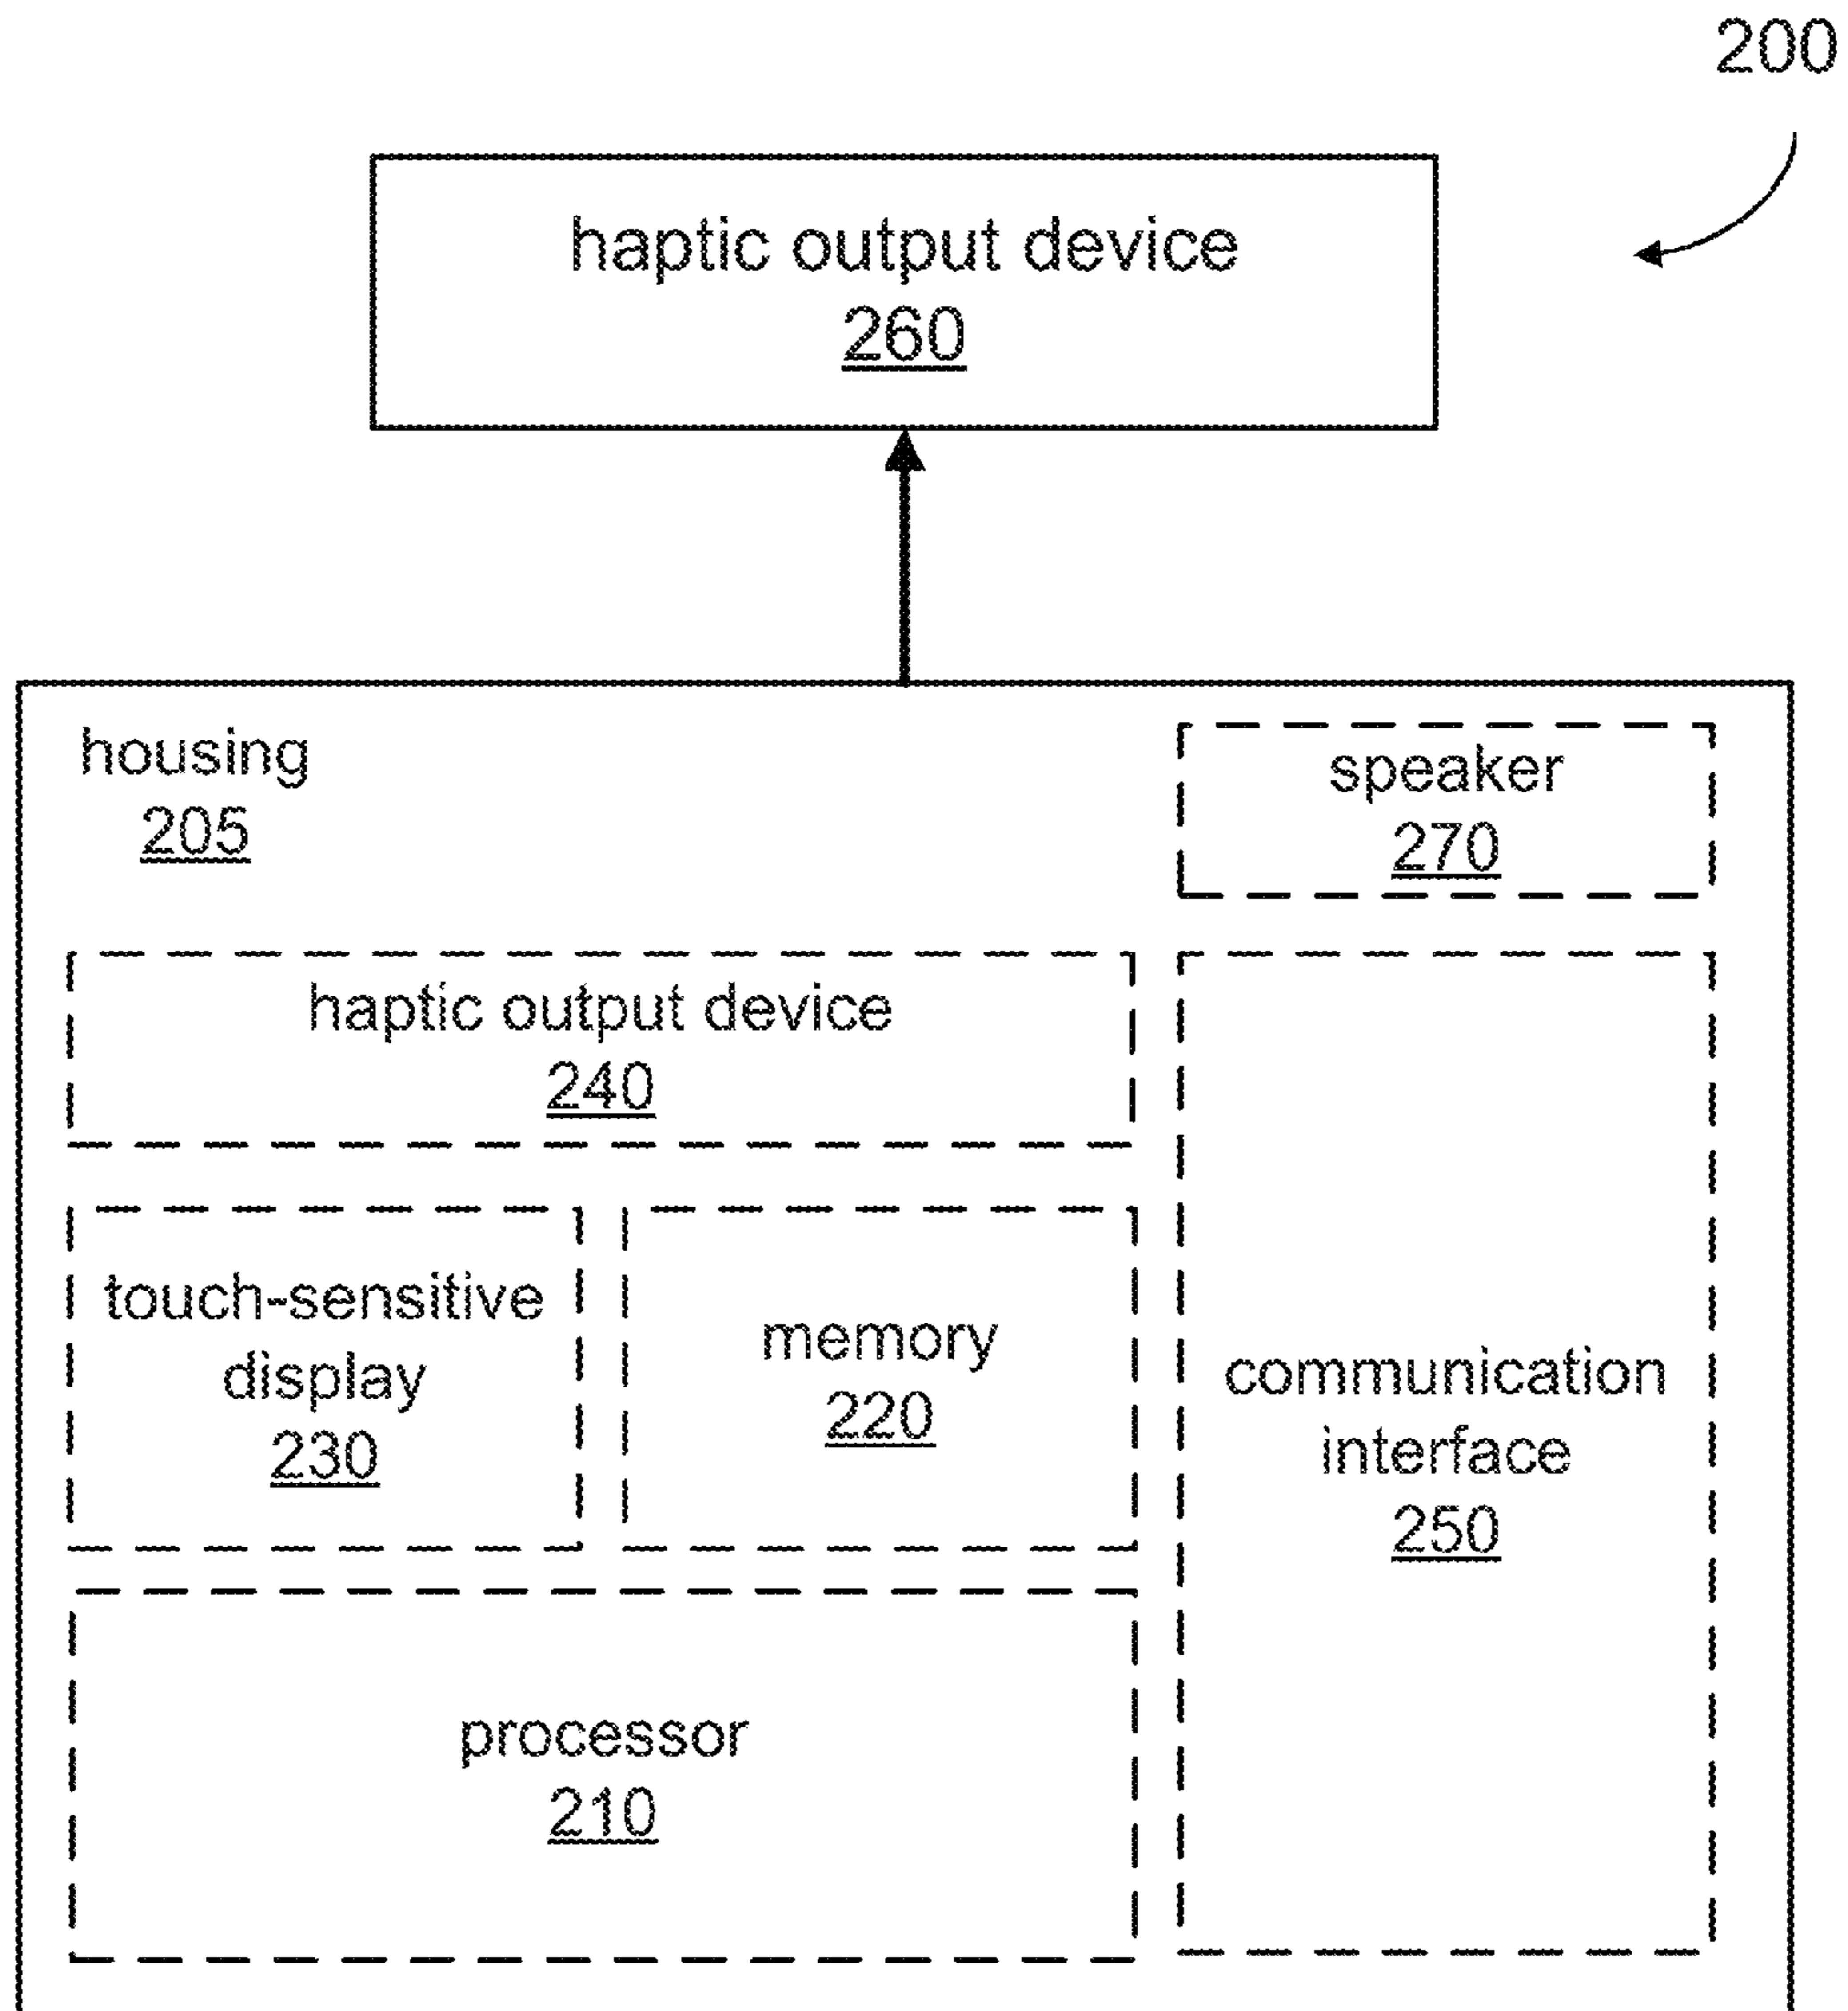 200
haptic output device
260
housing
205
speaker
270
haptic output device
240
touch-sensitive
display
230
memory
220
communication
interface
250
processor
210